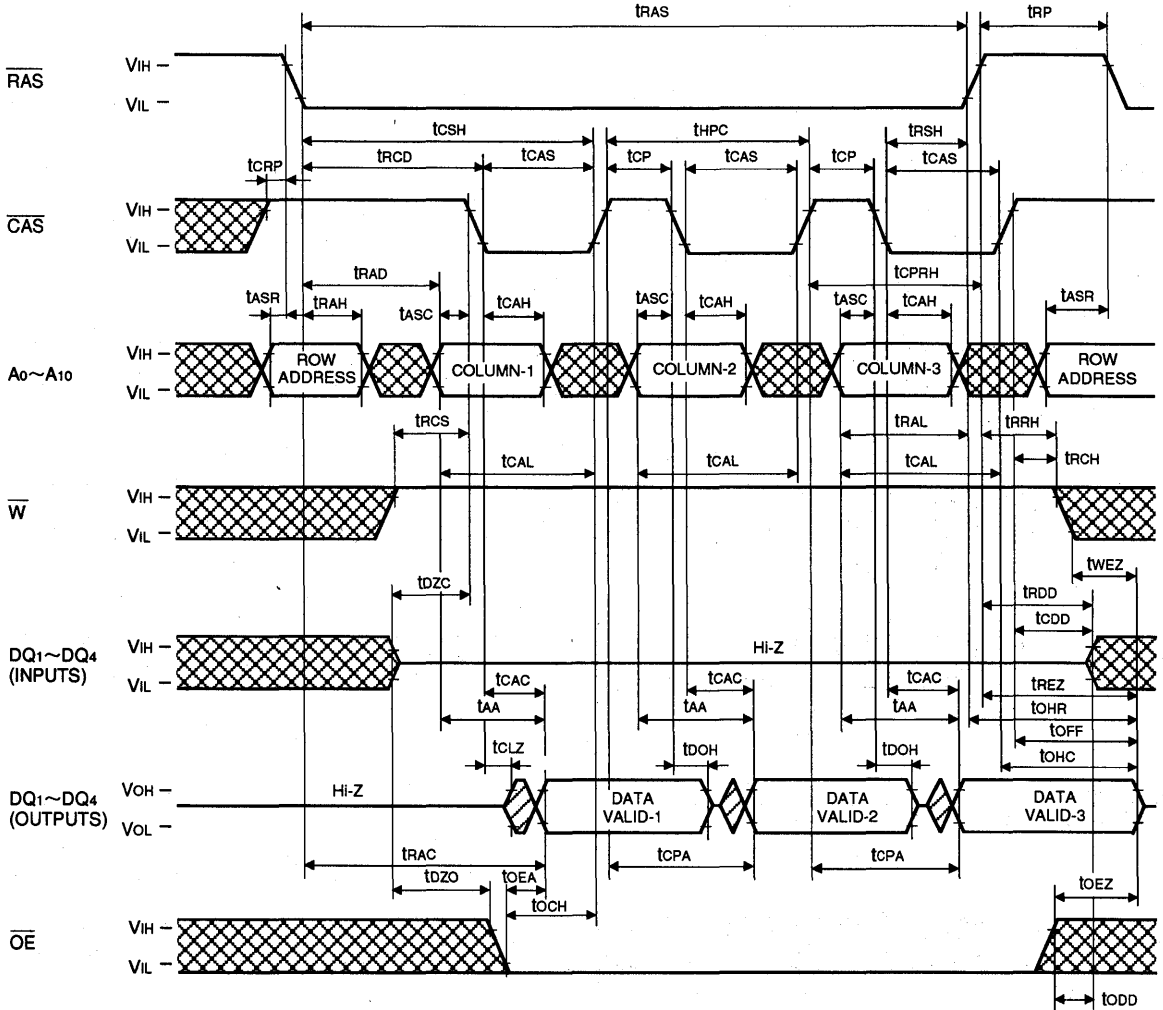 tRAS tRP
RAS VIH
VIL
tCSH tHPC tRSH
tCRP tRCD tCAS tCP tCAS tCP tCAS
CAS VIH
VIL
tRAD tCPRH
tASR tRAH tASC tCAH tASC tCAH tASC tCAH tASR
A0~A10 VIH
VIL
ROW ADDRESS COLUMN-1 COLUMN-2 COLUMN-3 ROW ADDRESS
tRCS tRAL tRRH
tCAL tCAL tCAL tRCH
W VIH
VIL
tWEZ
tDZC tRDD
tCDD
DQ1~DQ4 (INPUTS) VIH
VIL
Hi-Z
tCAC tCAC tCAC tREZ
tAA tAA tAA tOHR
tOFF
tCLZ tDOH tDOH tOHC
DQ1~DQ4 (OUTPUTS) VOH
VOL
Hi-Z DATA VALID-1 DATA VALID-2 DATA VALID-3
tRAC tCPA tCPA
tDZO tOEA tOEZ
tOCH
OE VIH
VIL
tODD